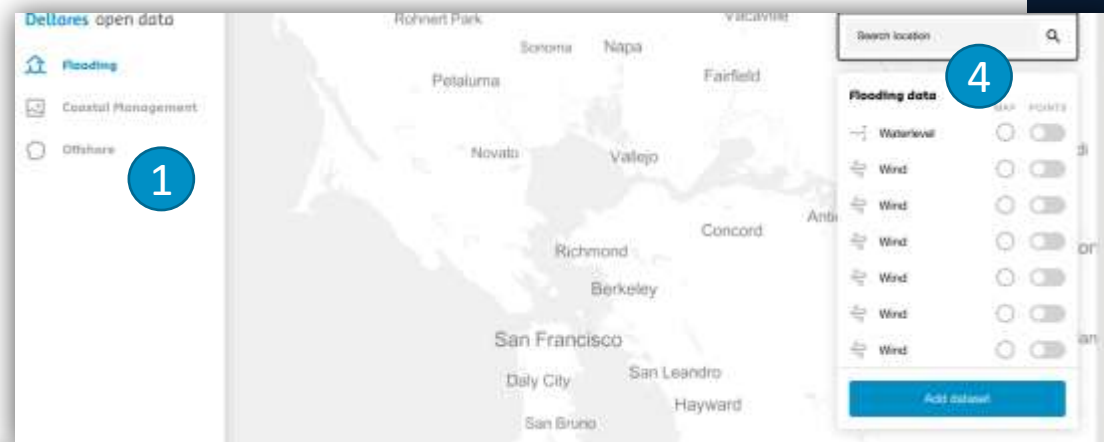 Deltares open data
Flooding
Coastal Management
Offshore
1
Rohnert Park
Vacaville
Sonoma
Napa
Petaluma
Fairfield
Novato
Vallejo
Concord
Richmond
Berkeley
San Francisco
Daly City
San Leandro
Hayward
San Bruno
Search location
4
Flooding data
MAP POINTS
Waterlevel
Wind
Wind
Wind
Wind
Wind
Wind
Add dataset